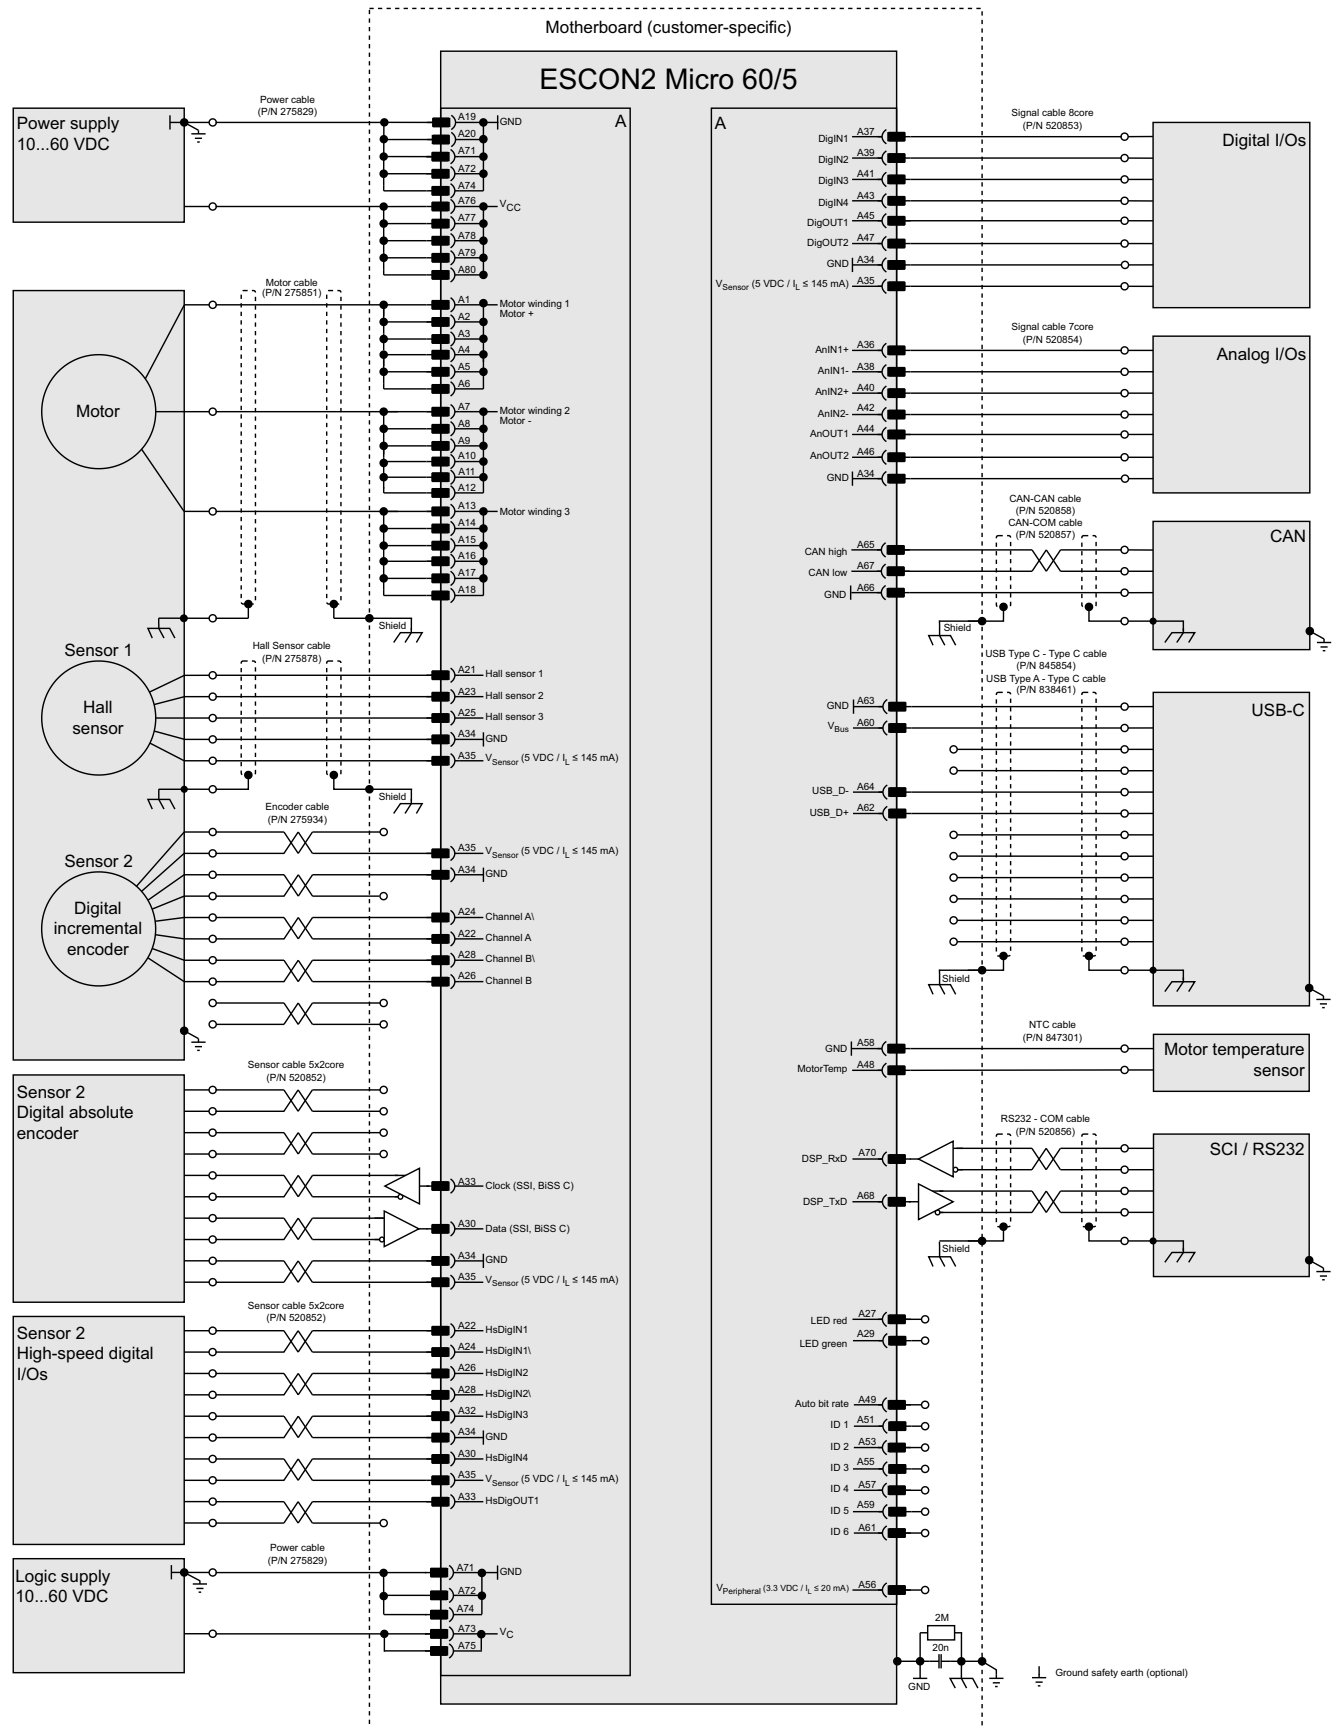 Motherboard (customer-specific)
ESCON2 Micro 60/5
Power supply
10...60 VDC
Power cable
(P/N 275829)
A
A19
GND
A20
A71
A72
A74
A76
VCC
A77
A78
A79
A80
Motor cable
(P/N 275851)
Motor
A1
Motor winding 1
Motor +
A2
A3
A4
A5
A6
A7
Motor winding 2
Motor -
A8
A9
A10
A11
A12
A13
Motor winding 3
A14
A15
A16
A17
A18
Shield
Sensor 1
Hall
sensor
Hall Sensor cable
(P/N 275878)
A21
Hall sensor 1
A23
Hall sensor 2
A25
Hall sensor 3
A34
GND
A35
VSensor (5 VDC / IL ≤ 145 mA)
Shield
Encoder cable
(P/N 275934)
Sensor 2
Digital
incremental
encoder
A35
VSensor (5 VDC / IL ≤ 145 mA)
A34
GND
A24
Channel A\
A22
Channel A
A28
Channel B\
A26
Channel B
Sensor 2
Digital absolute
encoder
Sensor cable 5x2core
(P/N 520852)
A33
Clock (SSI, BiSS C)
A30
Data (SSI, BiSS C)
A34
GND
A35
VSensor (5 VDC / IL ≤ 145 mA)
Sensor 2
High-speed digital
I/Os
Sensor cable 5x2core
(P/N 520852)
A22
HsDigIN1
A24
HsDigIN1\
A26
HsDigIN2
A28
HsDigIN2\
A32
HsDigIN3
A34
GND
A30
HsDigIN4
A35
VSensor (5 VDC / IL ≤ 145 mA)
A33
HsDigOUT1
Logic supply
10...60 VDC
Power cable
(P/N 275829)
A71
GND
A72
A74
A73
VC
A75
A
Signal cable 8core
(P/N 520853)
Digital I/Os
DigIN1
A37
DigIN2
A39
DigIN3
A41
DigIN4
A43
DigOUT1
A45
DigOUT2
A47
GND
A34
VSensor (5 VDC / IL ≤ 145 mA)
A35
Signal cable 7core
(P/N 520854)
Analog I/Os
AnIN1+
A36
AnIN1-
A38
AnIN2+
A40
AnIN2-
A42
AnOUT1
A44
AnOUT2
A46
GND
A34
CAN-CAN cable
(P/N 520858)
CAN-COM cable
(P/N 520857)
CAN
CAN high
A65
CAN low
A67
GND
A66
Shield
USB Type C - Type C cable
(P/N 845854)
USB Type A - Type C cable
(P/N 838461)
USB-C
GND
A63
VBus
A60
USB_D-
A64
USB_D+
A62
Shield
NTC cable
(P/N 847301)
Motor temperature
sensor
GND
A58
MotorTemp
A48
RS232 - COM cable
(P/N 520856)
SCI / RS232
DSP_RxD
A70
DSP_TxD
A68
Shield
LED red
A27
LED green
A29
Auto bit rate
A49
ID 1
A51
ID 2
A53
ID 3
A55
ID 4
A57
ID 5
A59
ID 6
A61
VPeripheral (3.3 VDC / IL ≤ 20 mA)
A56
2M
20n
GND
Ground safety earth (optional)